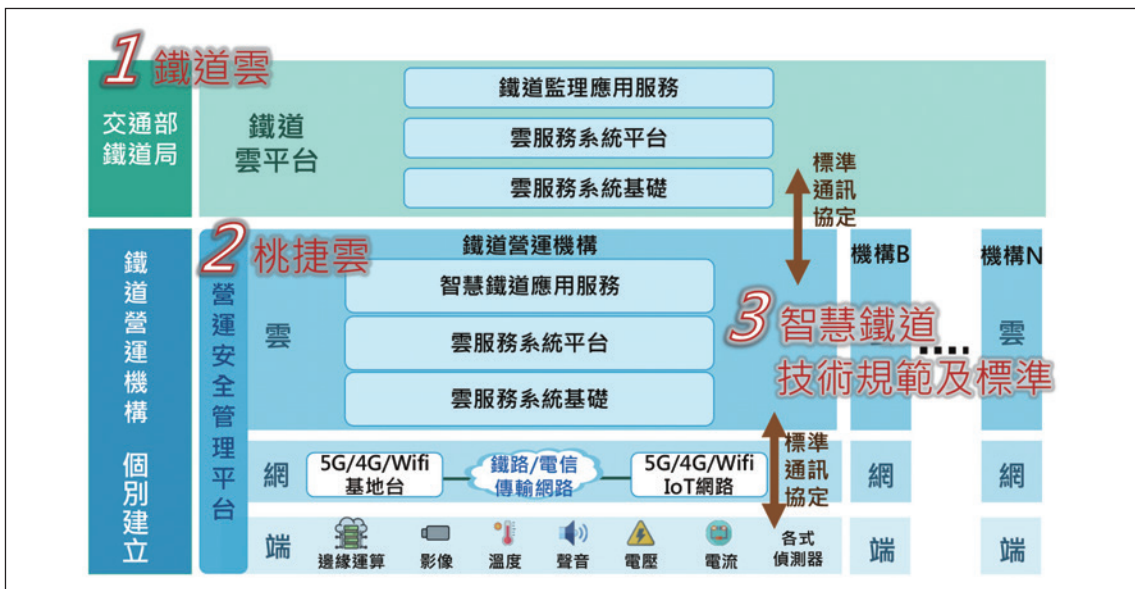 1 鐵道雲
交通部
鐵道局
鐵道
雲平台
鐵道監理應用服務
雲服務系統平台
雲服務系統基礎
標準
通訊
協定
鐵道營運機構
個別建立
2 桃捷雲
營運安全管理平台
鐵道營運機構
雲
智慧鐵道應用服務
雲服務系統平台
雲服務系統基礎
3 智慧鐵道
技術規範及標準
機構B
....
機構N
雲
標準
通訊
協定
網
5G/4G/Wifi
基地台
鐵路/電信
傳輸網路
5G/4G/Wifi
IoT網路
網
網
端
邊緣運算
影像
溫度
聲音
電壓
電流
各式
偵測器
端
端